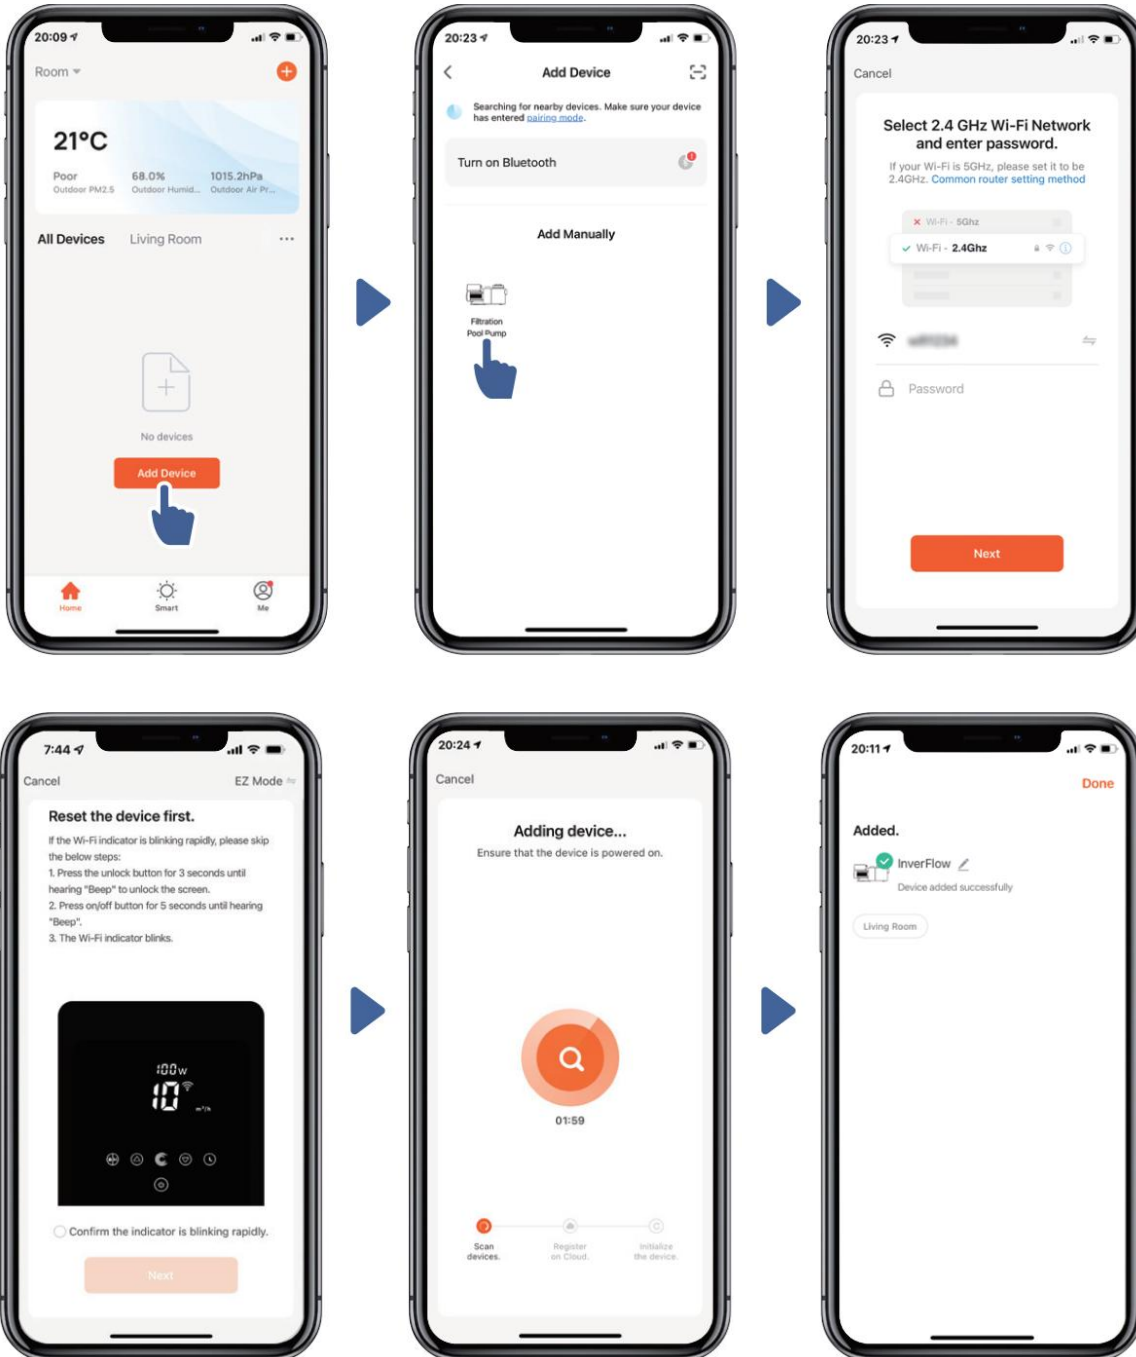 20:09
Room
21°C
Poor 68.0% 1015.2hPa
Outdoor PM2.5 Outdoor Humid... Outdoor Air Pr...
All Devices Living Room ...
No devices
Add Device
Home Smart Me
20:23
Add Device
Searching for nearby devices. Make sure your device
has entered pairing mode.
Turn on Bluetooth
Add Manually
Filtration
Pool Pump
20:23
Cancel
Select 2.4 GHz Wi-Fi Network
and enter password.
If your Wi-Fi is 5GHz, please set it to be
2.4GHz. Common router setting method
Wi-Fi - 5Ghz
Wi-Fi - 2.4Ghz
Password
Next
7:44
Cancel EZ Mode
Reset the device first.
If the Wi-Fi indicator is blinking rapidly, please skip
the below steps:
1. Press the unlock button for 3 seconds until
hearing "Beep" to unlock the screen.
2. Press on/off button for 5 seconds until hearing
"Beep".
3. The Wi-Fi indicator blinks.
100w
10
m³/h
Confirm the indicator is blinking rapidly.
Next
20:24
Cancel
Adding device...
Ensure that the device is powered on.
01:59
Scan
devices.
Register
on Cloud.
Initialize
the device.
20:11
Done
Added.
InverFlow
Device added successfully
Living Room